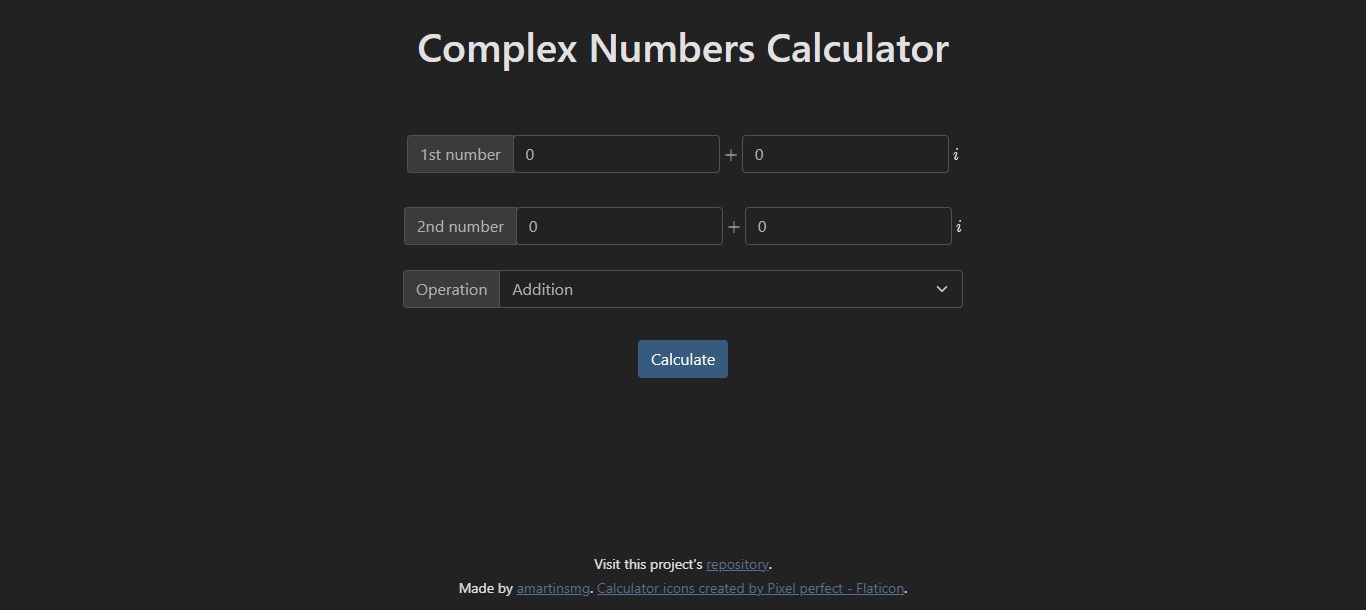 Complex Numbers Calculator
1st number 0 + 0 i
2nd number 0 + 0 i
Operation Addition
Calculate
Visit this project's repository.
Made by amartinsmg. Calculator icons created by Pixel perfect - Flaticon.